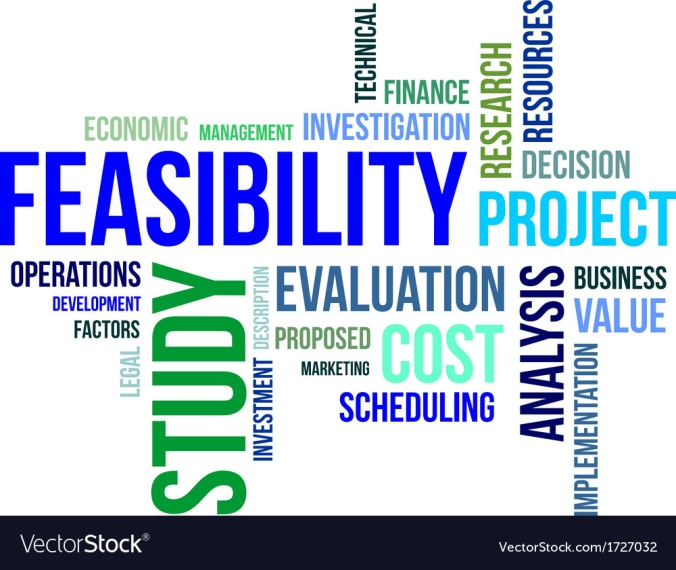 TECHNICAL
FINANCE
RESEARCH
RESOURCES
ECONOMIC
MANAGEMENT
INVESTIGATION
DECISION
FEASIBILITY
PROJECT
OPERATIONS
DEVELOPMENT
FACTORS
LEGAL
STUDY
DESCRIPTION
INVESTMENT
EVALUATION
PROPOSED
MARKETING
COST
SCHEDULING
ANALYSIS
BUSINESS
VALUE
IMPLEMENTATION
VectorStock®
VectorStock.com/1727032